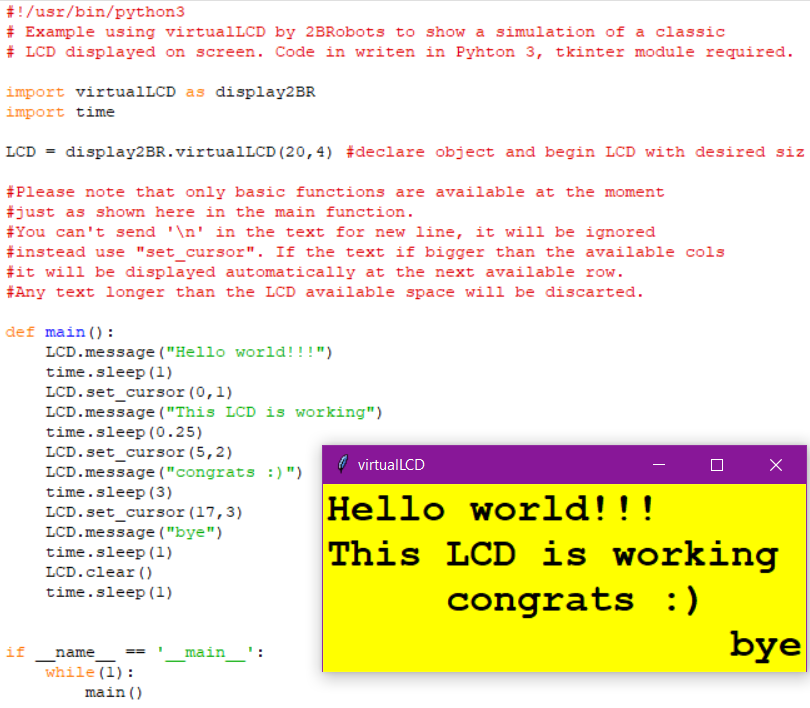 #!/usr/bin/python3
# Example using virtualLCD by 2BRobots to show a simulation of a classic
# LCD displayed on screen. Code in writen in Pyhton 3, tkinter module required.
import virtualLCD as display2BR
import time
LCD = display2BR.virtualLCD(20,4) #declare object and begin LCD with desired siz
#Please note that only basic functions are available at the moment
#just as shown here in the main function.
#You can't send '\n' in the text for new line, it will be ignored
#instead use "set_cursor". If the text if bigger than the available cols
#it will be displayed automatically at the next available row.
#Any text longer than the LCD available space will be discarted.
def main():
    LCD.message("Hello world!!!")
    time.sleep(1)
    LCD.set_cursor(0,1)
    LCD.message("This LCD is working")
    time.sleep(0.25)
    LCD.set_cursor(5,2)
    LCD.message("congrats :)")
    time.sleep(3)
    LCD.set_cursor(17,3)
    LCD.message("bye")
    time.sleep(1)
    LCD.clear()
    time.sleep(1)
if __name__ == '__main__':
    while(1):
        main()
virtualLCD
Hello world!!!
This LCD is working
congrats :)
bye